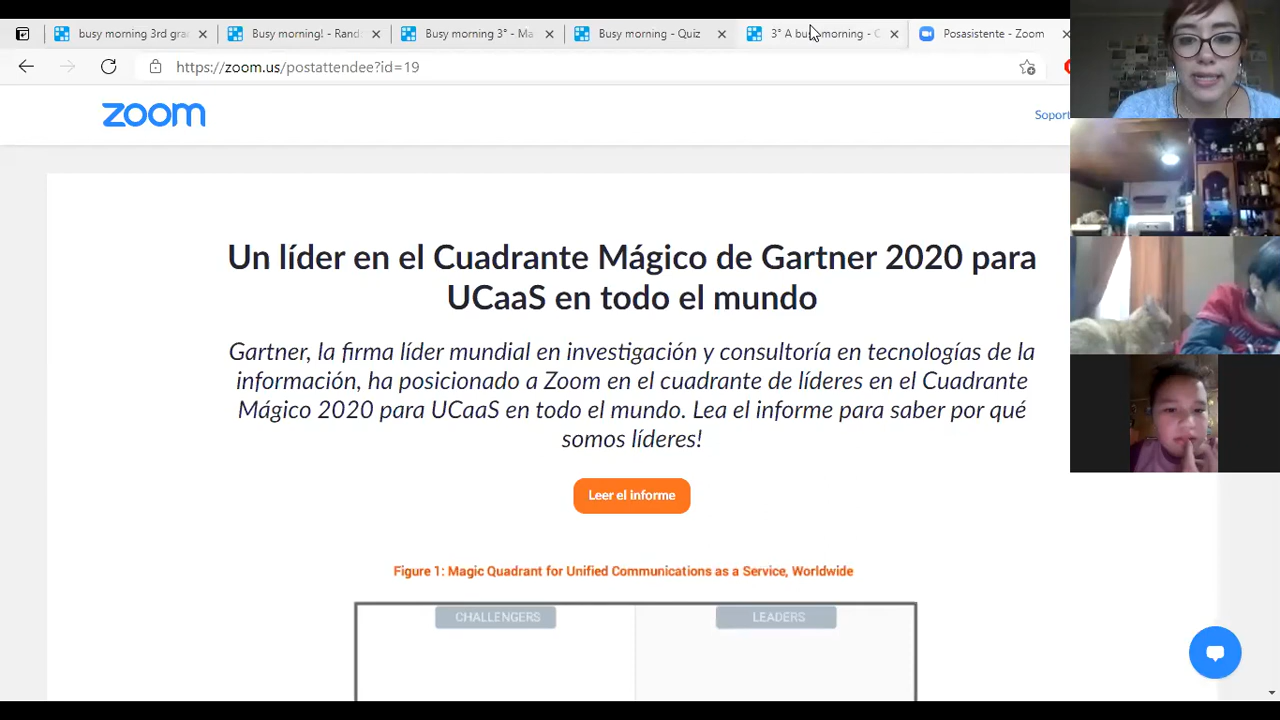 busy morning 3rd grad
Busy morning! - Rand
Busy morning 3° - Ma
Busy morning - Quiz
3° A busy morning - C
Posasistente - Zoom
https://zoom.us/postattendee?id=19
zoom
Soport
Un líder en el Cuadrante Mágico de Gartner 2020 para
UCaaS en todo el mundo
Gartner, la firma líder mundial en investigación y consultoría en tecnologías de la
información, ha posicionado a Zoom en el cuadrante de líderes en el Cuadrante
Mágico 2020 para UCaaS en todo el mundo. Lea el informe para saber por qué
somos líderes!
Leer el informe
Figure 1: Magic Quadrant for Unified Communications as a Service, Worldwide
CHALLENGERS
LEADERS